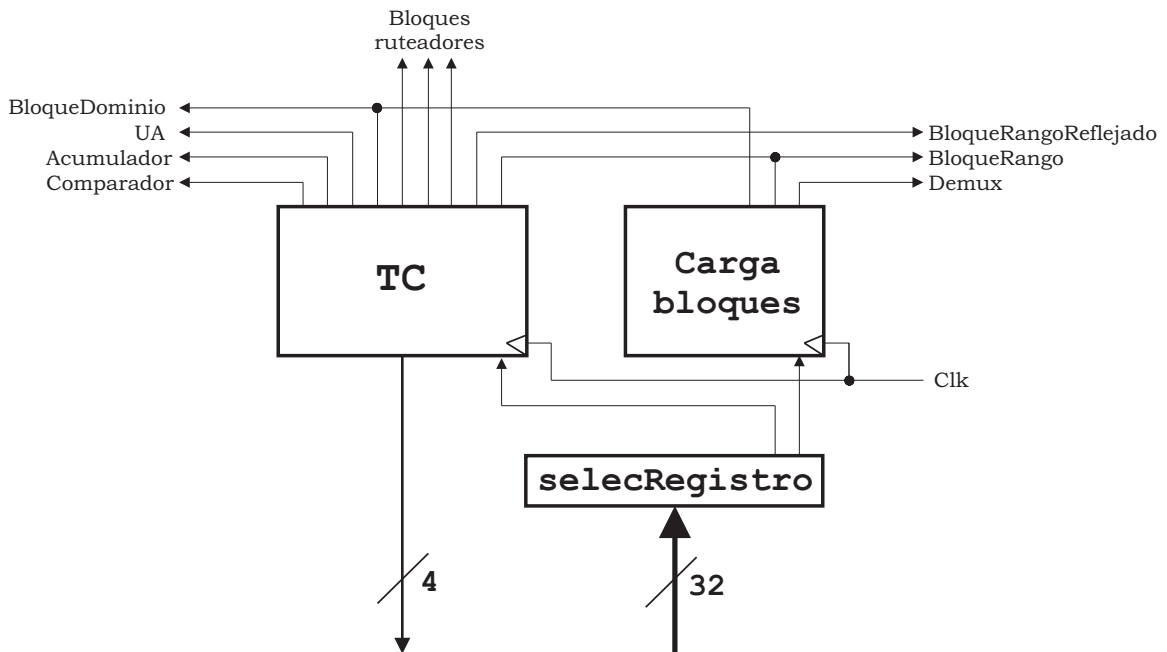 Bloques
ruteadores
BloqueDominio
UA
Acumulador
Comparador
BloqueRangoReflejado
BloqueRango
Demux
TC
Carga
bloques
Clk
selecRegistro
4
32